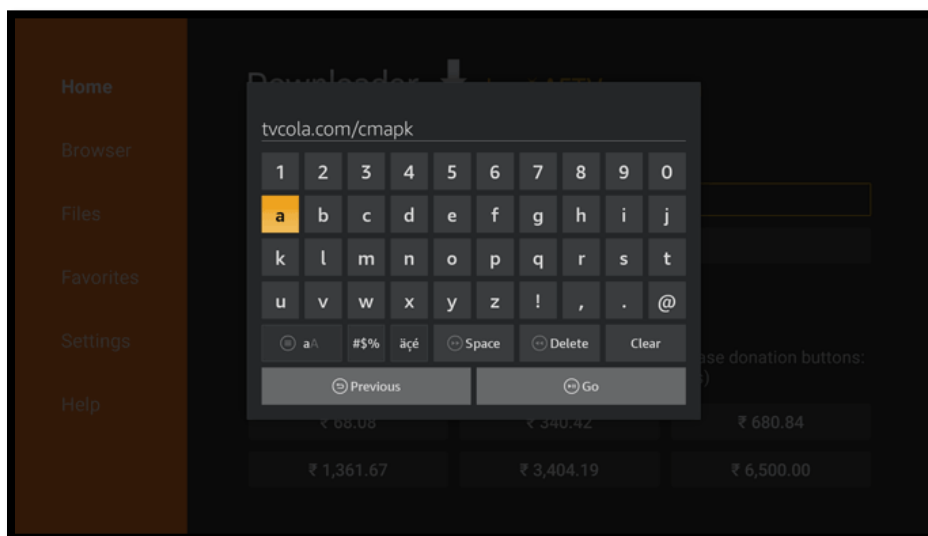 Home
Browser
Files
Favorites
Settings
Help
Downloader
AFTV
tvcola.com/cmapk
1 2 3 4 5 6 7 8 9 0
a b c d e f g h i j
k l m n o p q r s t
u v w x y z ! , . @
aA #$% äçé Space Delete Clear
Previous Go
donation buttons:
₹ 68.08 ₹ 340.42 ₹ 680.84
₹ 1,361.67 ₹ 3,404.19 ₹ 6,500.00